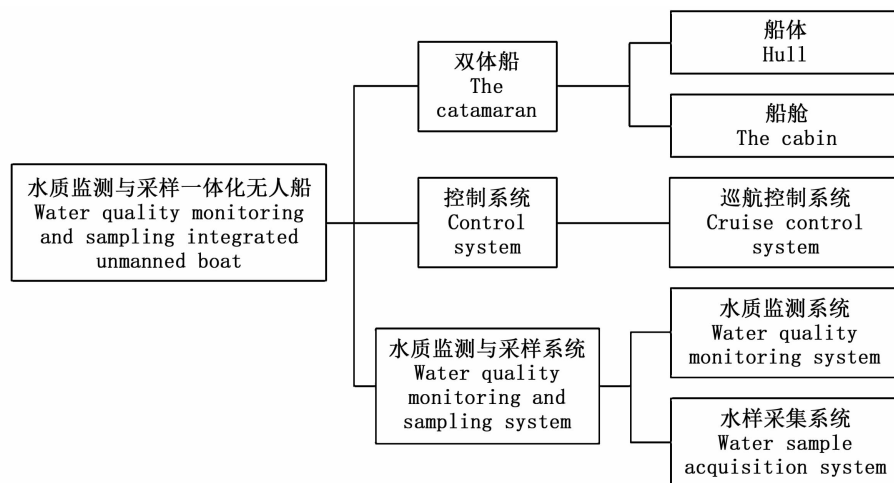 水质监测与采样一体化无人船
Water quality monitoring
and sampling integrated
unmanned boat
双体船
The
catamaran
船体
Hull
船舱
The cabin
控制系统
Control
system
巡航控制系统
Cruise control
system
水质监测与采样系统
Water quality
monitoring and
sampling system
水质监测系统
Water quality
monitoring system
水样采集系统
Water sample
acquisition system